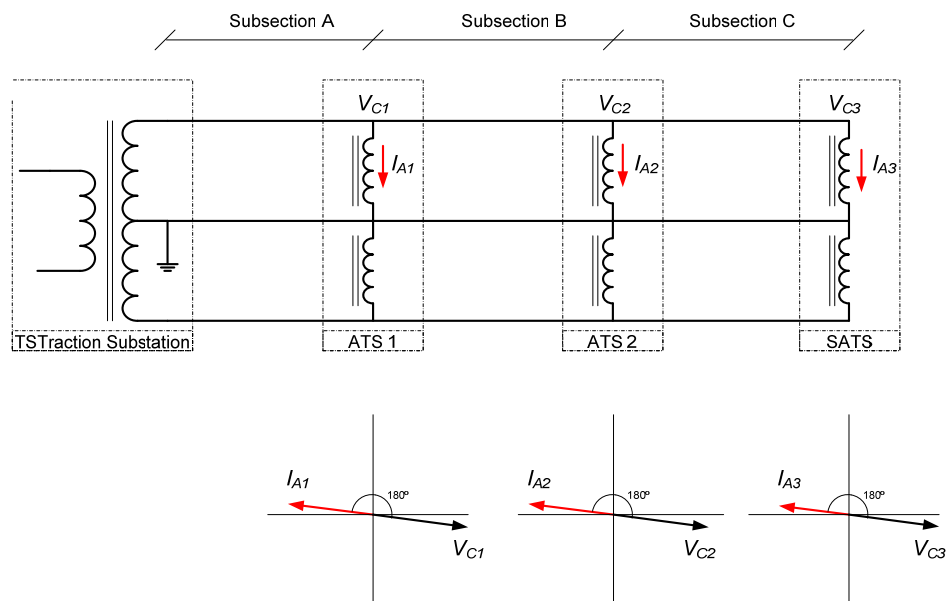 Subsection A
Subsection B
Subsection C
VC1
VC2
VC3
IA1
IA2
IA3
TSTraction Substation
ATS 1
ATS 2
SATS
IA1
180º
VC1
IA2
180º
VC2
IA3
180º
VC3